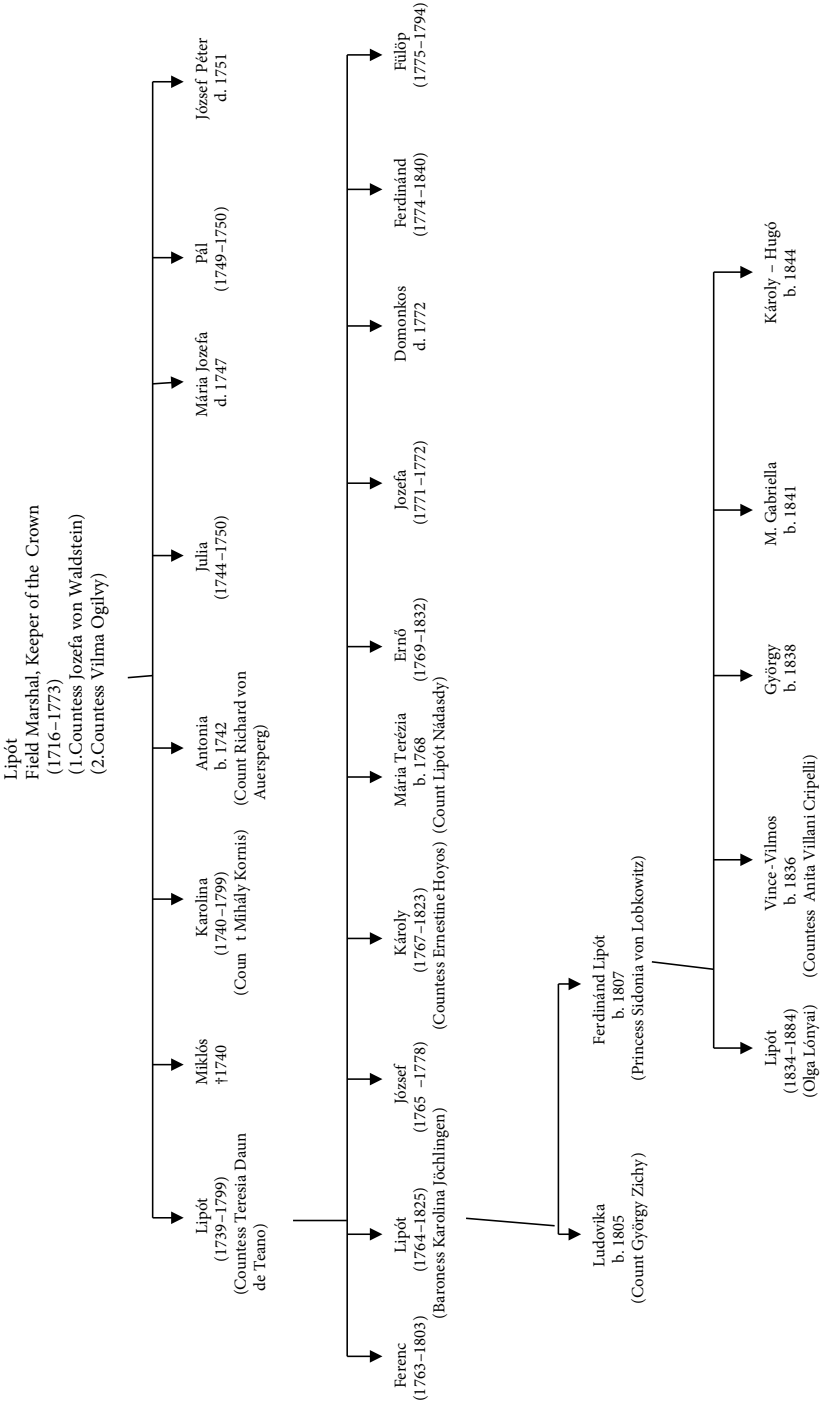 Lipót
Field Marshal, Keeper of the Crown
(1716–1773)
(1.Countess Jozefa von Waldstein)
(2.Countess Vilma Ogilvy)
Lipót
(1739–1799)
(Countess Teresia Daun
de Teano)
Miklós
†1740
Karolina
(1740–1799)
(Coun t Mihály Kornis)
Antonia
b. 1742
(Count Richard von
Auersperg)
Julia
(1744–1750)
Mária Jozefa
d. 1747
Pál
(1749–1750)
József Péter
d. 1751
Ferenc
(1763–1803)
Lipót
(1764–1825)
(Baroness Karolina Jöchlingen)
József
(1765 –1778)
Károly
(1767–1823)
(Countess Ernestine Hoyos)
Mária Terézia
b. 1768
(Count Lipót Nádasdy)
Ernő
(1769–1832)
Jozefa
(1771–1772)
Domonkos
d. 1772
Ferdinánd
(1774–1840)
Fülöp
(1775–1794)
Ludovika
b. 1805
(Count György Zichy)
Ferdinánd Lipót
b. 1807
(Princess Sidonia von Lobkowitz)
Lipót
(1834–1884)
(Olga Lónyai)
Vince-Vilmos
b. 1836
(Countess Anita Villani Cripelli)
György
b. 1838
M. Gabriella
b. 1841
Károly – Hugó
b. 1844